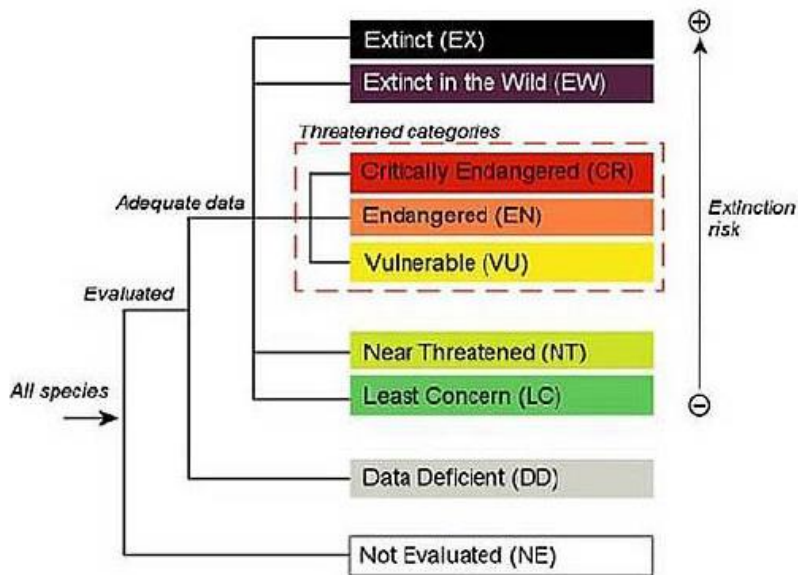 Extinct (EX)
Extinct in the Wild (EW)
Threatened categories
Critically Endangered (CR)
Adequate data
Endangered (EN)
Extinction
risk
Vulnerable (VU)
Evaluated
Near Threatened (NT)
All species
Least Concern (LC)
Data Deficient (DD)
Not Evaluated (NE)